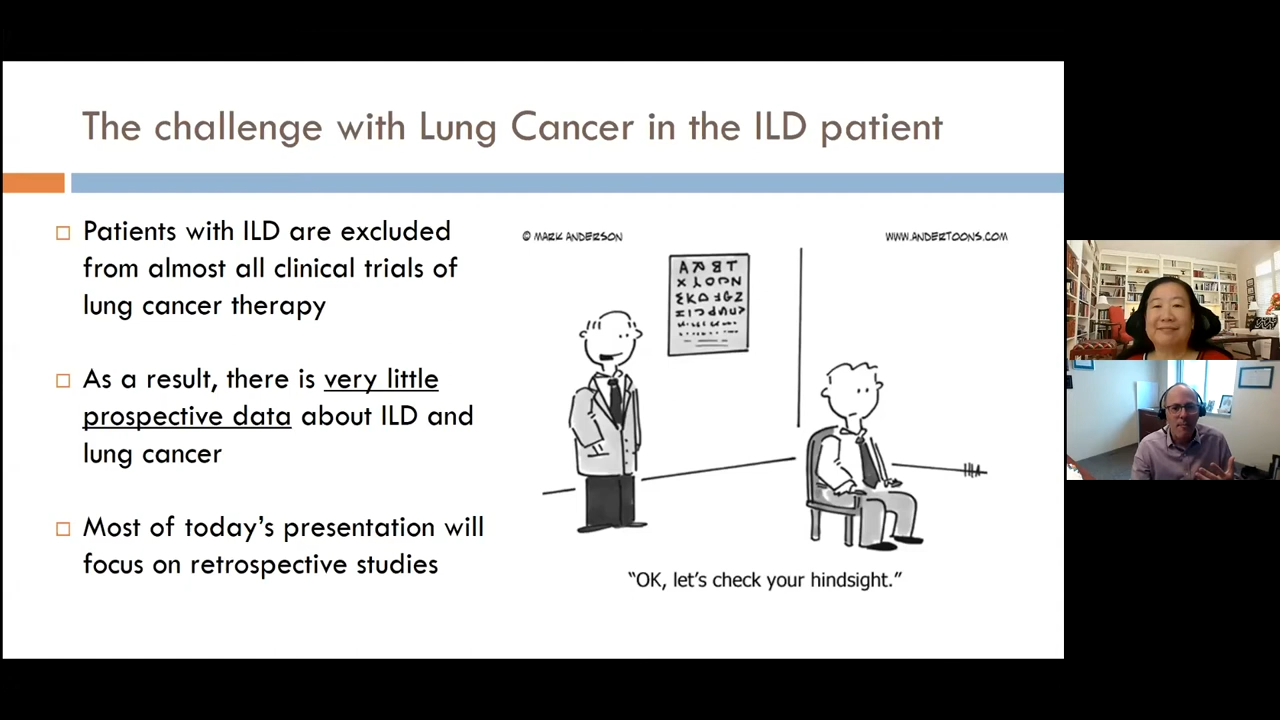 The challenge with Lung Cancer in the ILD patient
Patients with ILD are excluded
from almost all clinical trials of
lung cancer therapy
As a result, there is very little
prospective data about ILD and
lung cancer
Most of today's presentation will
focus on retrospective studies
© MARK ANDERSON
WWW.ANDERTOONS.COM
"OK, let's check your hindsight."